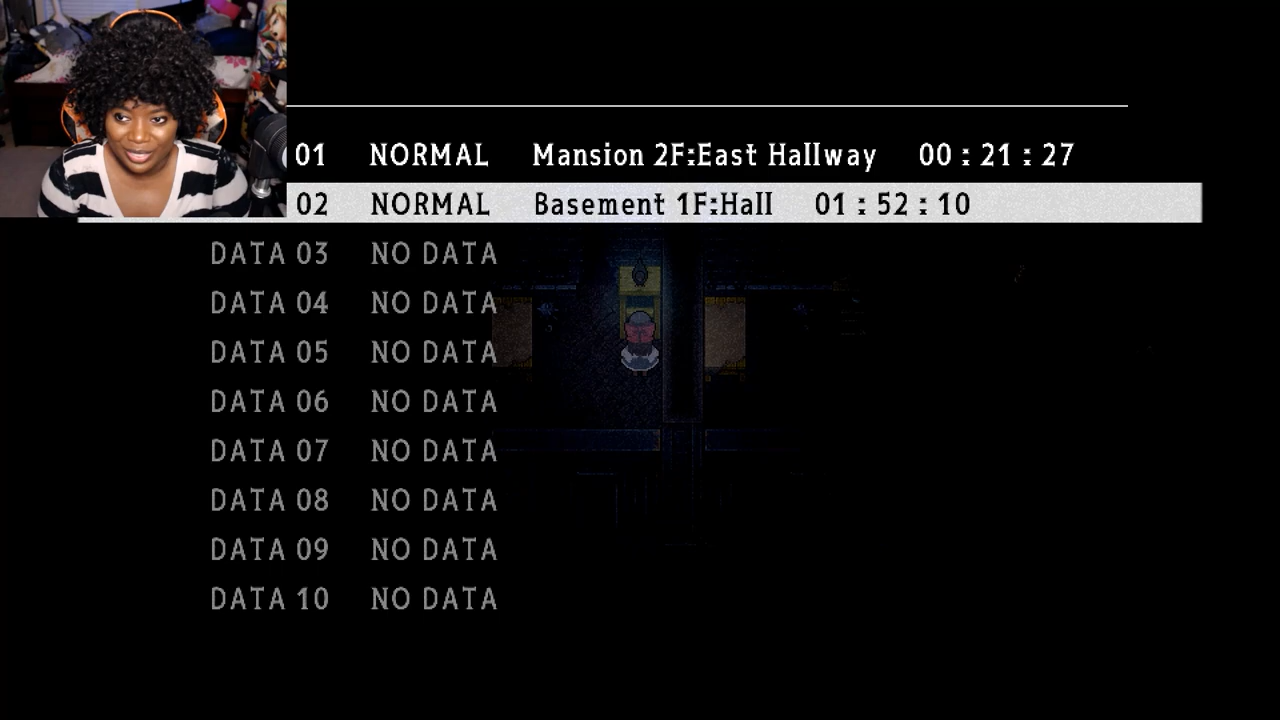 01 NORMAL Mansion 2F:East Hallway 00 : 21 : 27
02 NORMAL Basement 1F:Hall 01 : 52 : 10
DATA 03 NO DATA
DATA 04 NO DATA
DATA 05 NO DATA
DATA 06 NO DATA
DATA 07 NO DATA
DATA 08 NO DATA
DATA 09 NO DATA
DATA 10 NO DATA